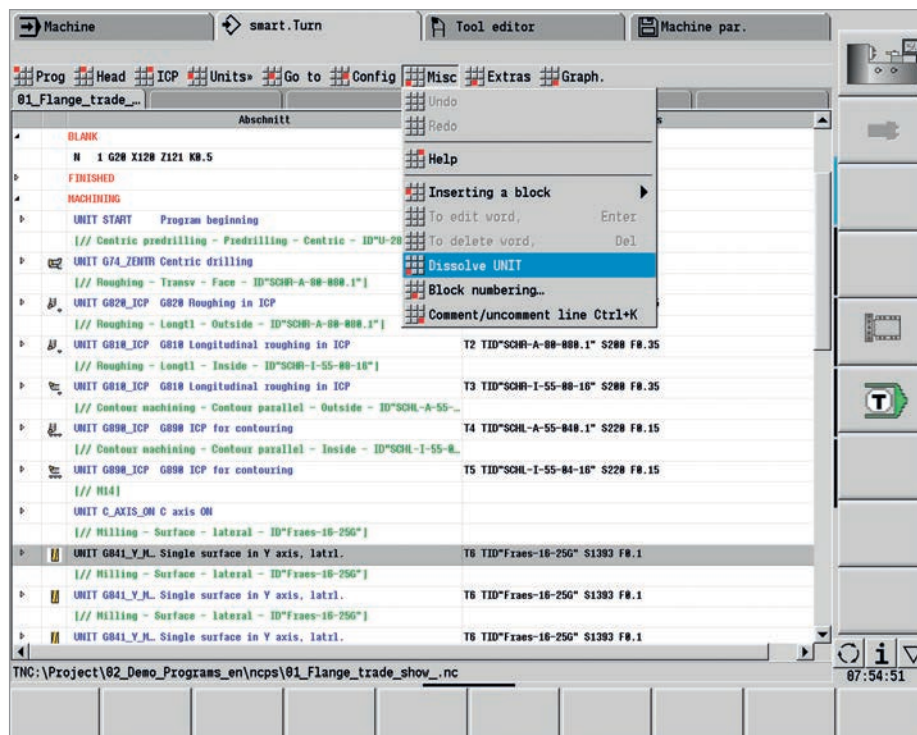 Machine smart.Turn Tool editor Machine par.
Prog Head ICP Units» Go to Config Misc Extras Graph.
01_Flange_trade_…
Abschnitt s
Undo
Redo
Help
Inserting a block
To edit word, Enter
To delete word, Del
Dissolve UNIT
Block numbering…
Comment/uncomment line Ctrl+K
BLANK
N 1 G20 X120 Z121 K0.5
FINISHED
MACHINING
UNIT START Program beginning
[// Centric predrilling - Predrilling - Centric - ID"U-20
UNIT G74_ZENTR Centric drilling
[// Roughing - Transv - Face - ID"SCHR-A-80-080.1"]
UNIT G820_ICP G820 Roughing in ICP
[// Roughing - Longtl - Outside - ID"SCHR-A-80-080.1"]
UNIT G810_ICP G810 Longitudinal roughing in ICP T2 TID"SCHR-A-80-080.1" S200 F0.35
[// Roughing - Longtl - Inside - ID"SCHR-I-55-08-16"]
UNIT G810_ICP G810 Longitudinal roughing in ICP T3 TID"SCHR-I-55-08-16" S200 F0.35
[// Contour machining - Contour parallel - Outside - ID"SCHL-A-55-…
UNIT G890_ICP G890 ICP for contouring T4 TID"SCHL-A-55-040.1" S220 F0.15
[// Contour machining - Contour parallel - Inside - ID"SCHL-I-55-0…
UNIT G890_ICP G890 ICP for contouring T5 TID"SCHL-I-55-04-16" S220 F0.15
[// M14]
UNIT C_AXIS_ON C axis ON
[// Milling - Surface - lateral - ID"Fraes-16-25G"]
UNIT G841_Y_M… Single surface in Y axis, latrl. T6 TID"Fraes-16-25G" S1393 F0.1
[// Milling - Surface - lateral - ID"Fraes-16-25G"]
UNIT G841_Y_M… Single surface in Y axis, latrl. T6 TID"Fraes-16-25G" S1393 F0.1
[// Milling - Surface - lateral - ID"Fraes-16-25G"]
UNIT G841_Y_M… Single surface in Y axis, latrl. T6 TID"Fraes-16-25G" S1393 F0.1
TNC:\Project\02_Demo_Programs_en\ncps\01_Flange_trade_show_.nc
T
i
07:54:51